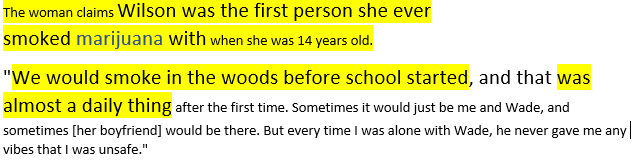 The woman claims Wilson was the first person she ever
smoked marijuana with when she was 14 years old.
"We would smoke in the woods before school started, and that was
almost a daily thing after the first time. Sometimes it would just be me and Wade, and
sometimes [her boyfriend] would be there. But every time I was alone with Wade, he never gave me any
vibes that I was unsafe."